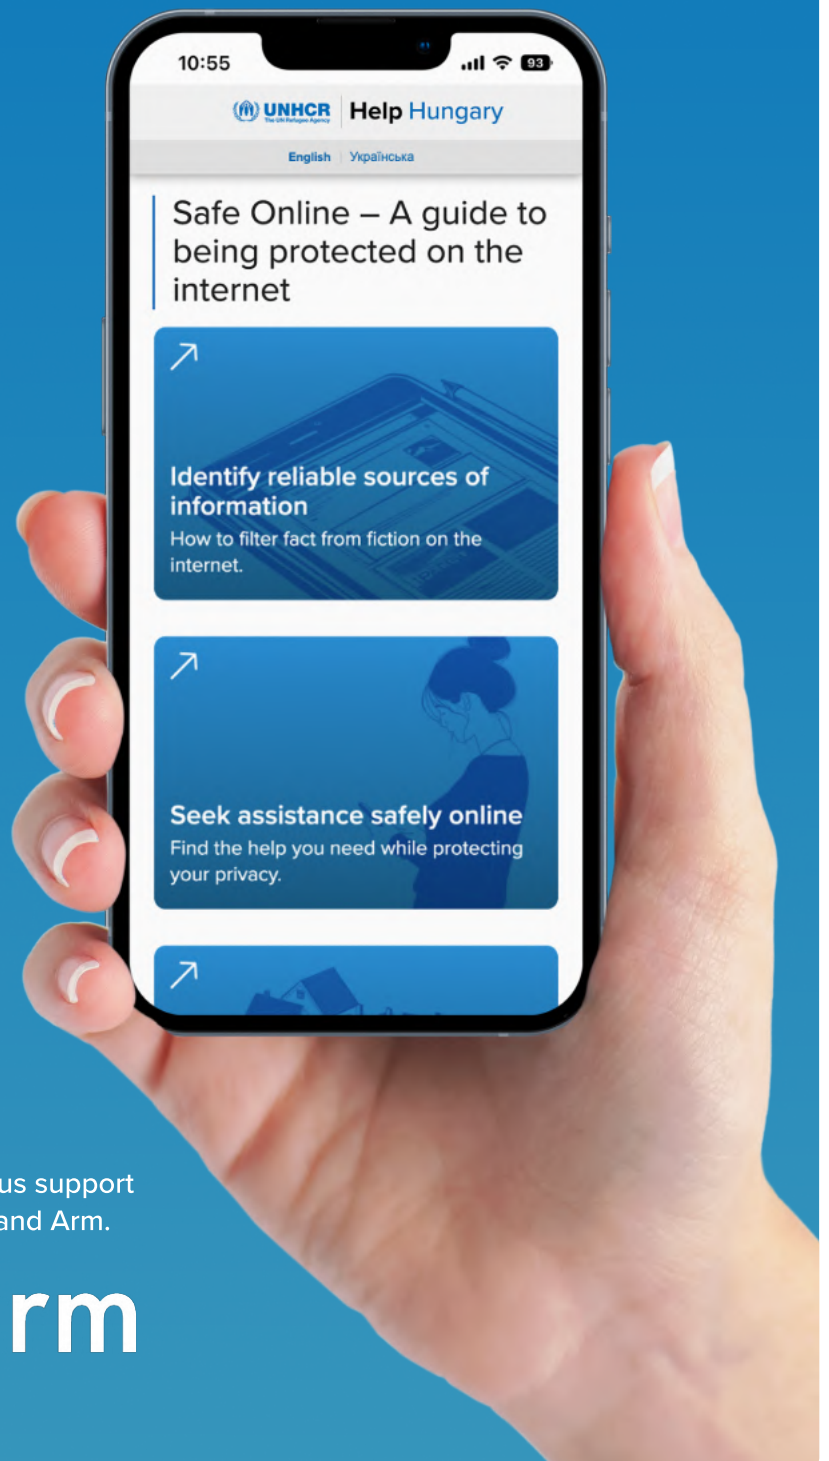 10:55
93
UNHCR
The UN Refugee Agency
Help Hungary
English
Українська
Safe Online – A guide to
being protected on the
internet
Identify reliable sources of
information
How to filter fact from fiction on the
internet.
Seek assistance safely online
Find the help you need while protecting
your privacy.
us support
and Arm.
rm